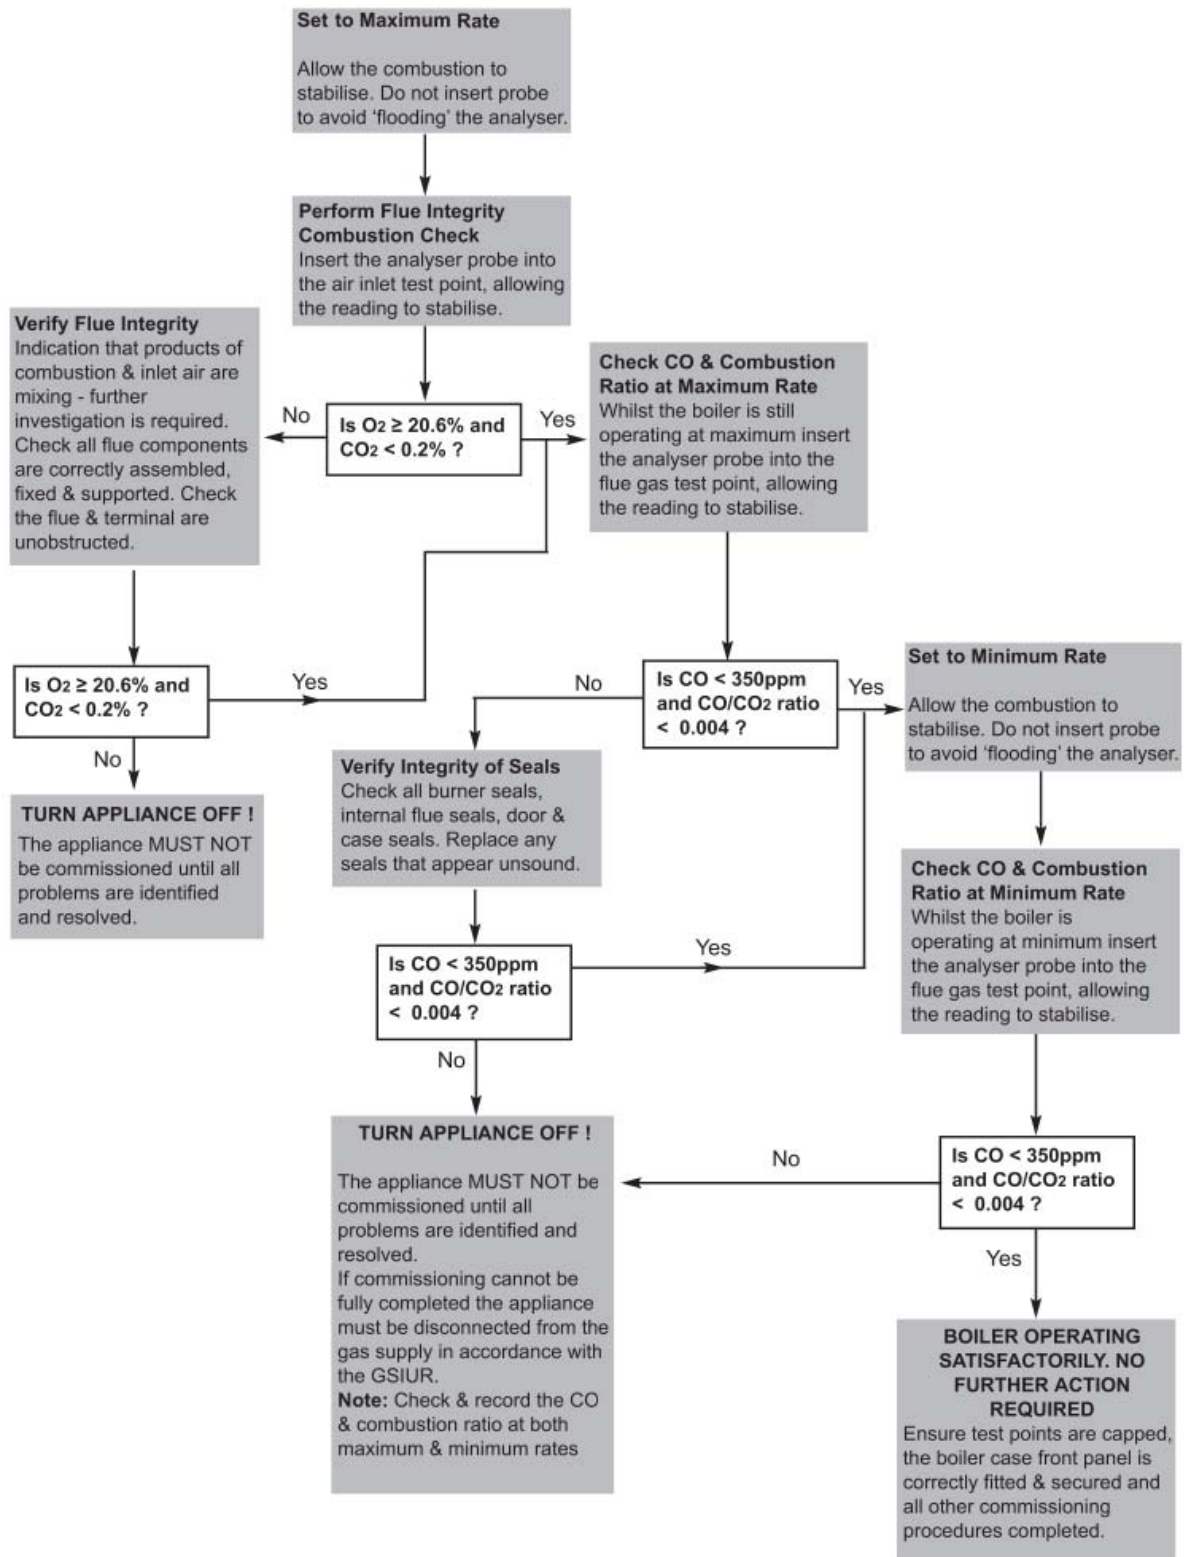 Set to Maximum Rate
Allow the combustion to
stabilise. Do not insert probe
to avoid ‘flooding’ the analyser.
Perform Flue Integrity
Combustion Check
Insert the analyser probe into
the air inlet test point, allowing
the reading to stabilise.
Verify Flue Integrity
Indication that products of
combustion & inlet air are
mixing - further
investigation is required.
Check all flue components
are correctly assembled,
fixed & supported. Check
the flue & terminal are
unobstructed.
No
Is O2 ≥ 20.6% and
CO2 < 0.2% ?
Yes
Check CO & Combustion
Ratio at Maximum Rate
Whilst the boiler is still
operating at maximum insert
the analyser probe into the
flue gas test point, allowing
the reading to stabilise.
Is O2 ≥ 20.6% and
CO2 < 0.2% ?
Yes
No
TURN APPLIANCE OFF !
The appliance MUST NOT
be commissioned until all
problems are identified
and resolved.
No
Is CO < 350ppm
and CO/CO2 ratio
< 0.004 ?
Yes
Set to Minimum Rate
Allow the combustion to
stabilise. Do not insert probe
to avoid ‘flooding’ the analyser.
Verify Integrity of Seals
Check all burner seals,
internal flue seals, door &
case seals. Replace any
seals that appear unsound.
Is CO < 350ppm
and CO/CO2 ratio
< 0.004 ?
Yes
No
Check CO & Combustion
Ratio at Minimum Rate
Whilst the boiler is
operating at minimum insert
the analyser probe into the
flue gas test point, allowing
the reading to stabilise.
TURN APPLIANCE OFF !
The appliance MUST NOT be
commissioned until all
problems are identified and
resolved.
If commissioning cannot be
fully completed the appliance
must be disconnected from the
gas supply in accordance with
the GSIUR.
Note: Check & record the CO
& combustion ratio at both
maximum & minimum rates
No
Is CO < 350ppm
and CO/CO2 ratio
< 0.004 ?
Yes
BOILER OPERATING
SATISFACTORILY. NO
FURTHER ACTION
REQUIRED
Ensure test points are capped,
the boiler case front panel is
correctly fitted & secured and
all other commissioning
procedures completed.